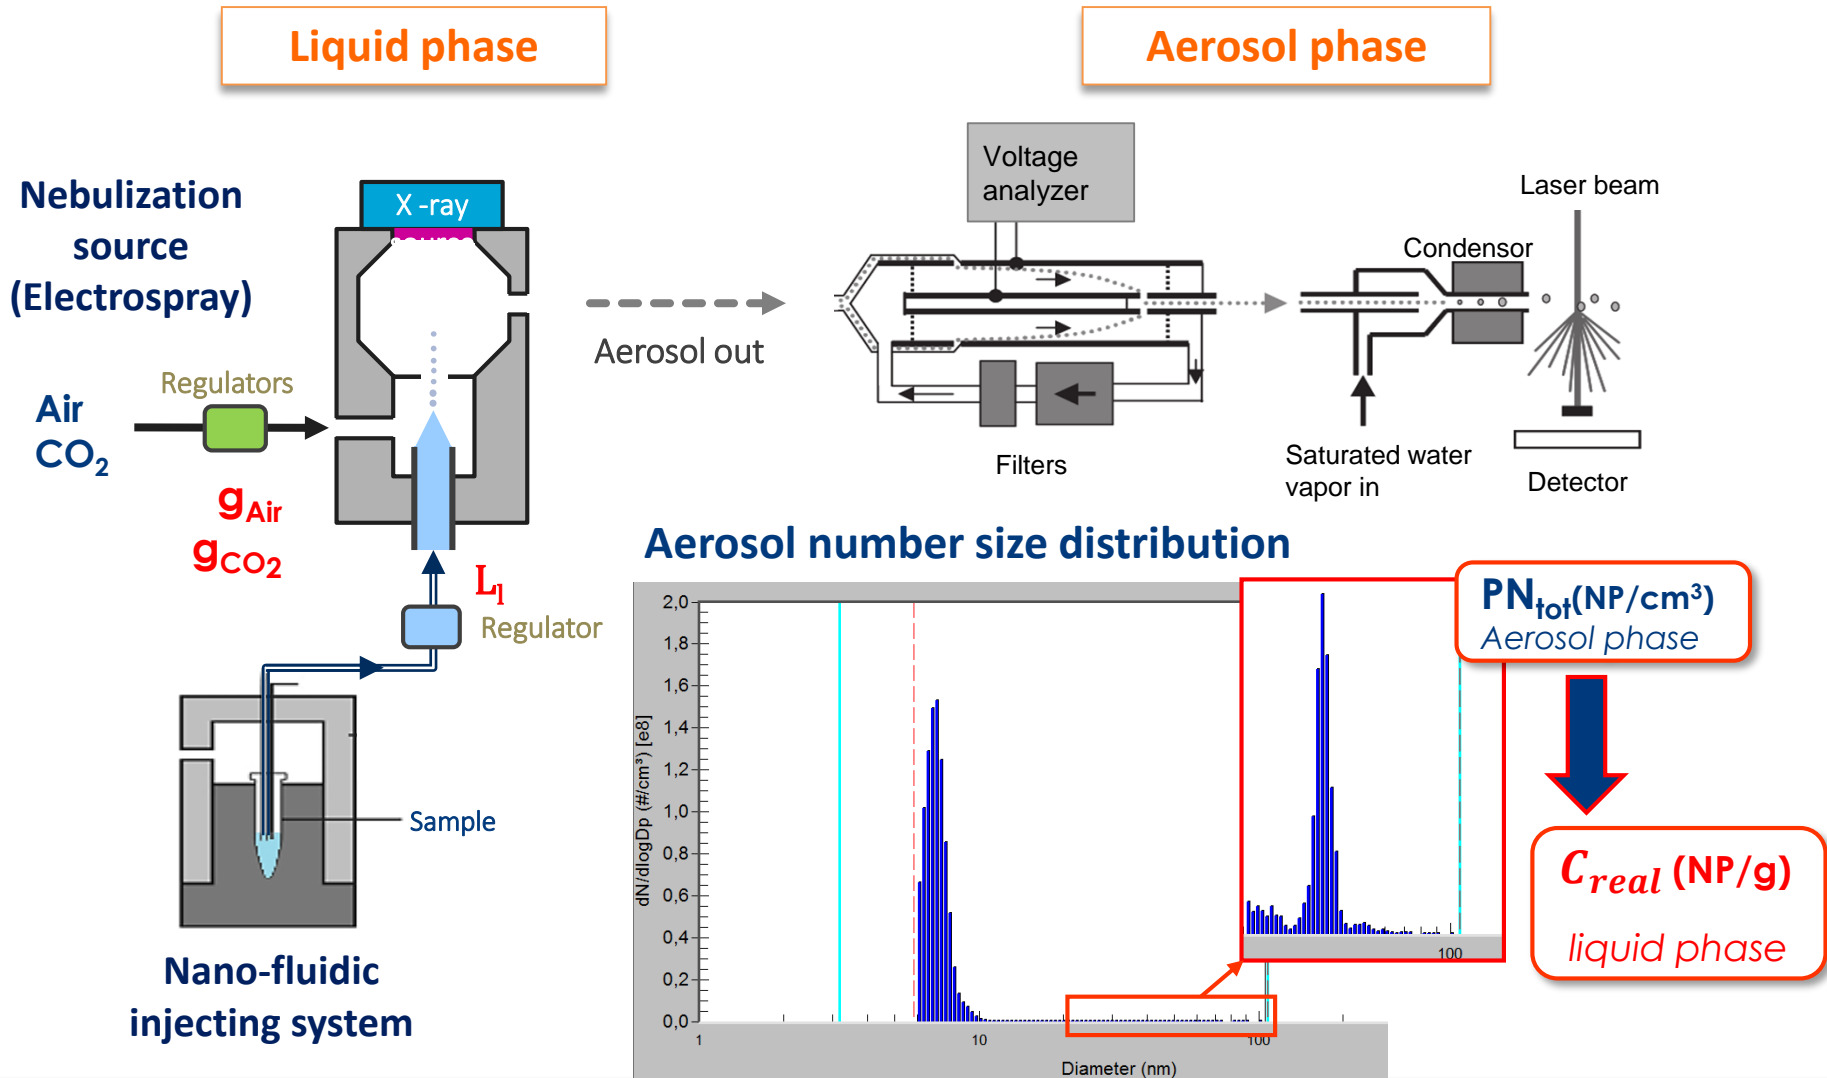 Liquid phase
Aerosol phase
Nebulization
source
(Electrospray)
X -ray
Voltage
analyzer
Laser beam
Condensor
Aerosol out
Regulators
Air
CO2
gAir
gCO2
Filters
Saturated water
vapor in
Detector
Ll
Regulator
Sample
Nano-fluidic
injecting system
Aerosol number size distribution
dN/dlogDp (#/cm³) [e8]
2,0
1,8
1,6
1,4
1,2
1,0
0,8
0,6
0,4
0,2
0,0
1
10
100
Diameter (nm)
100
PNtot(NP/cm³)
Aerosol phase
Creal (NP/g)
liquid phase